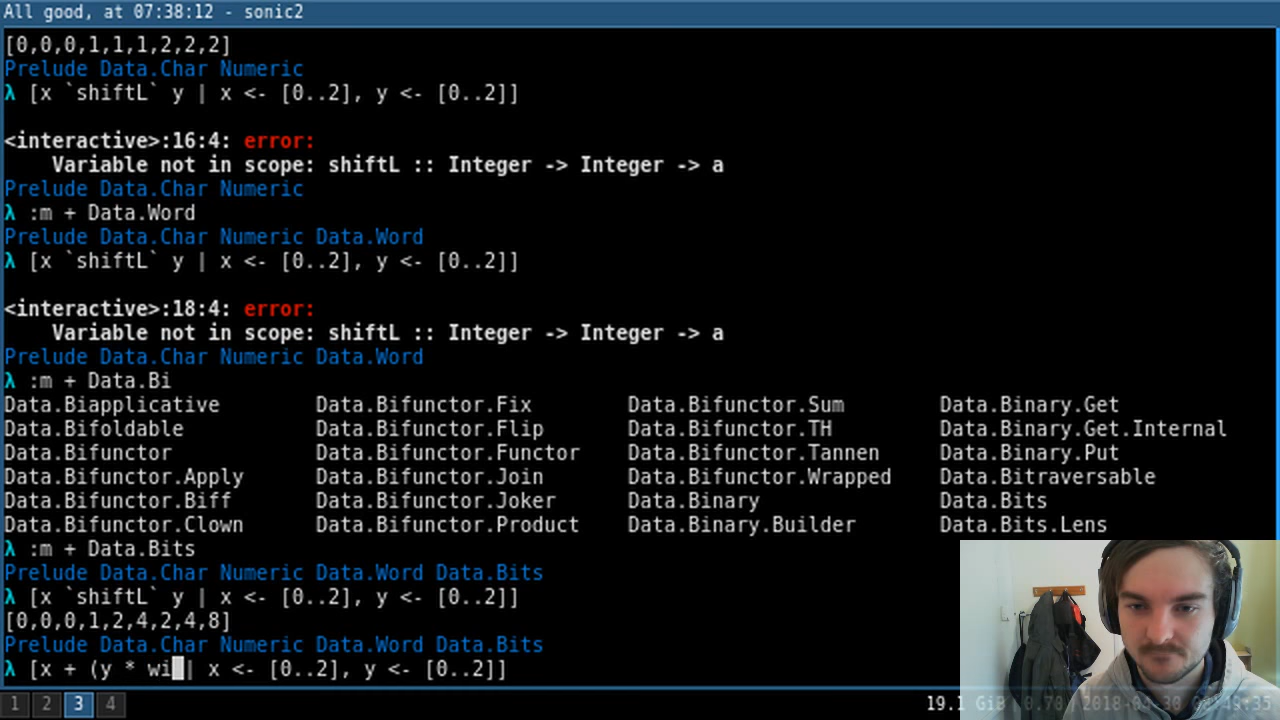 All good, at 07:38:12 - sonic2
[0,0,0,1,1,1,2,2,2]
Prelude Data.Char Numeric
λ [x `shiftL` y | x <- [0..2], y <- [0..2]]
<interactive>:16:4: error:
    Variable not in scope: shiftL :: Integer -> Integer -> a
Prelude Data.Char Numeric
λ :m + Data.Word
Prelude Data.Char Numeric Data.Word
λ [x `shiftL` y | x <- [0..2], y <- [0..2]]
<interactive>:18:4: error:
    Variable not in scope: shiftL :: Integer -> Integer -> a
Prelude Data.Char Numeric Data.Word
λ :m + Data.Bi
Data.Biapplicative Data.Bifunctor.Fix Data.Bifunctor.Sum Data.Binary.Get
Data.Bifoldable Data.Bifunctor.Flip Data.Bifunctor.TH Data.Binary.Get.Internal
Data.Bifunctor Data.Bifunctor.Functor Data.Bifunctor.Tannen Data.Binary.Put
Data.Bifunctor.Apply Data.Bifunctor.Join Data.Bifunctor.Wrapped Data.Bitraversable
Data.Bifunctor.Biff Data.Bifunctor.Joker Data.Binary Data.Bits
Data.Bifunctor.Clown Data.Bifunctor.Product Data.Binary.Builder Data.Bits.Lens
λ :m + Data.Bits
Prelude Data.Char Numeric Data.Word Data.Bits
λ [x `shiftL` y | x <- [0..2], y <- [0..2]]
[0,0,0,1,2,4,2,4,8]
Prelude Data.Char Numeric Data.Word Data.Bits
λ [x + (y * wi | x <- [0..2], y <- [0..2]]
1 2 3 4 19.1 GiB 0.70